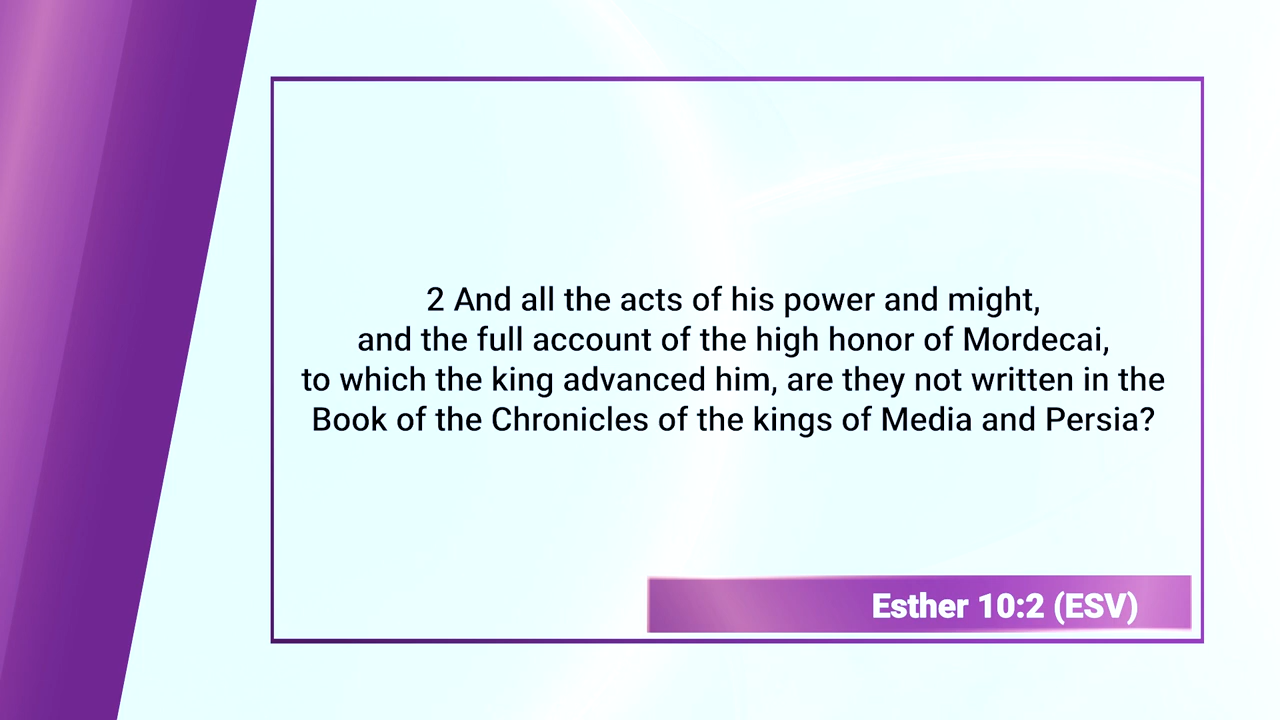 2 And all the acts of his power and might,
and the full account of the high honor of Mordecai,
to which the king advanced him, are they not written in the
Book of the Chronicles of the kings of Media and Persia?
Esther 10:2 (ESV)